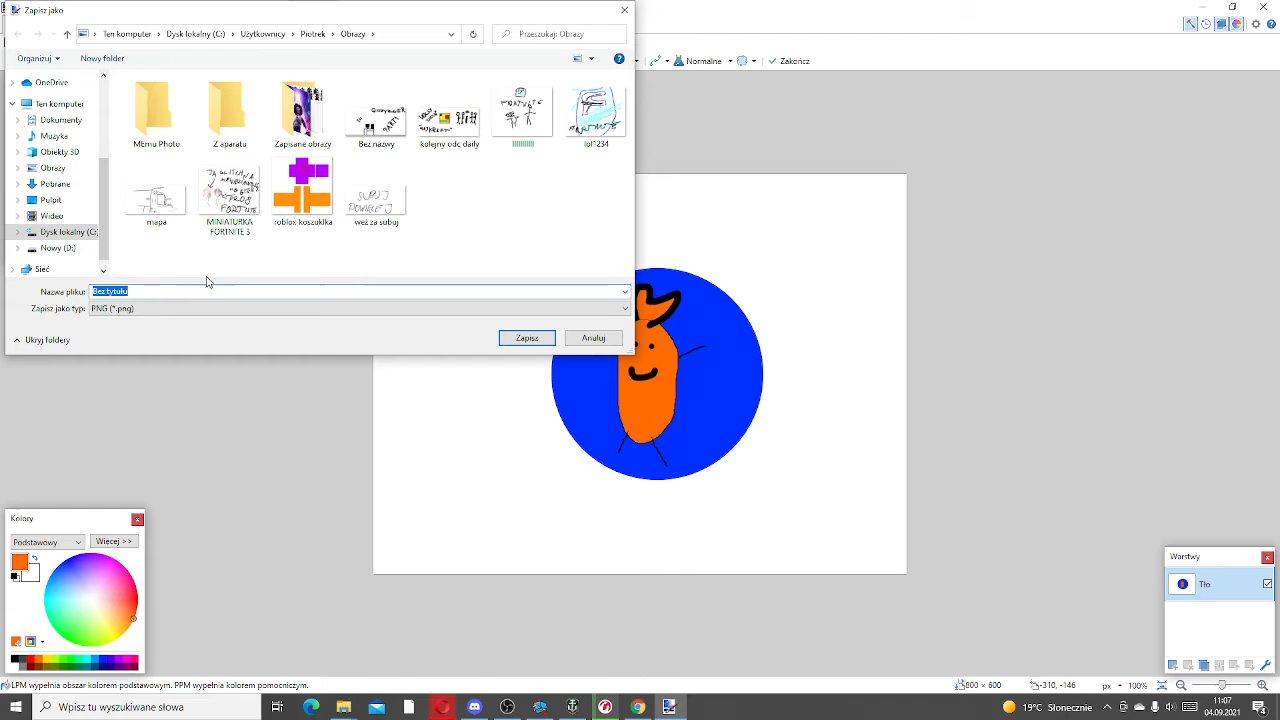 Zapisz jako
Ten komputer > Dysk lokalny (C:) > Użytkownicy > Piotrek > Obrazy >
Przeszukaj: Obrazy
Organizuj
Nowy folder
OneDrive
Ten komputer
Dokumenty
Muzyka
Obiekty 3D
Obrazy
Pobrane
Pulpit
Wideo
Dysk lokalny (C:
Nowy (D:)
Sieć
MEmu Photo
Z aparatu
Zapisane obrazy
Bez nazwy
kolejny odc daily
lol1234
mapa
MINIATURKA FORTNITE 3
roblox koszuklka
weź za subuj
SUBUJ
POWIELEJ
Nazwa pliku: Bez tytułu
Zapisz jako typ: PNG (*.png)
Ukryj foldery
Zapisz
Anuluj
Normalne
Zakończ
Kolory
Podstawowy
Więcej >>
Warstwy
Tło
LPM wypełnia obszar kolorem podstawowym. PPM wypełnia kolorem pomocniczym.
800 × 600
-310, -146
px
100%
Wpisz tu wyszukiwane słowa
19°C Słonecznie
11:07
04.09.2021